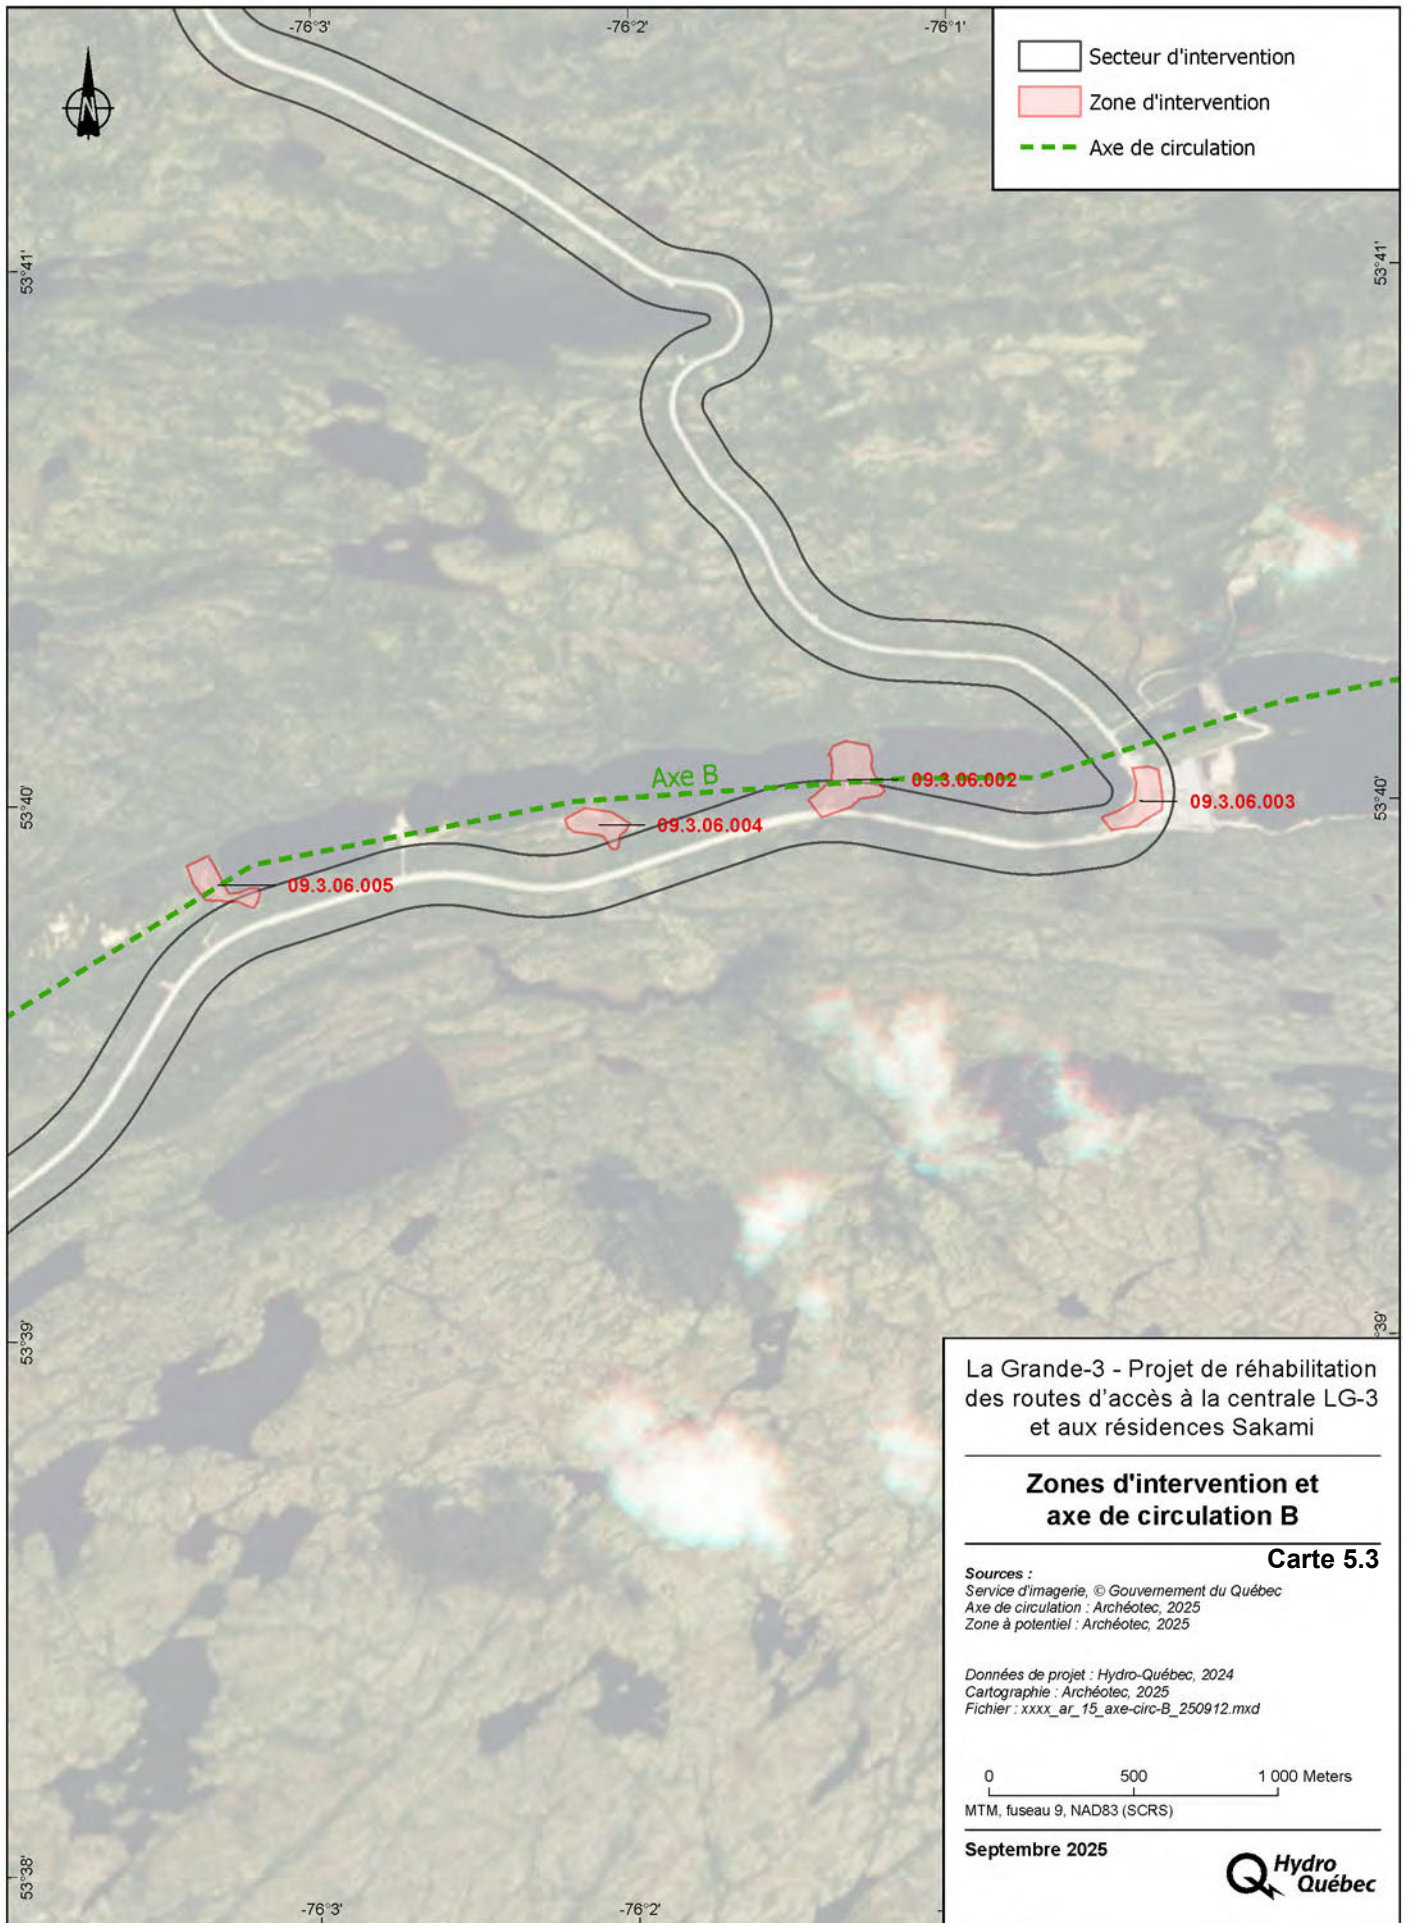 -76°3'
-76°2'
-76°1'
N
Secteur d'intervention
Zone d'intervention
Axe de circulation
53°41'
53°41'
Axe B
09.3.06.002
09.3.06.003
09.3.06.004
09.3.06.005
53°40'
53°40'
53°39'
°39'
La Grande-3 - Projet de réhabilitation
des routes d'accès à la centrale LG-3
et aux résidences Sakami
Zones d'intervention et
axe de circulation B
Carte 5.3
Sources :
Service d'imagerie, © Gouvernement du Québec
Axe de circulation : Archéotec, 2025
Zone à potentiel : Archéotec, 2025
Données de projet : Hydro-Québec, 2024
Cartographie : Archéotec, 2025
Fichier : xxxx_ar_15_axe-circ-B_250912.mxd
0 500 1 000 Meters
MTM, fuseau 9, NAD83 (SCRS)
Septembre 2025
Hydro
Québec
53°38'
-76°3'
-76°2'